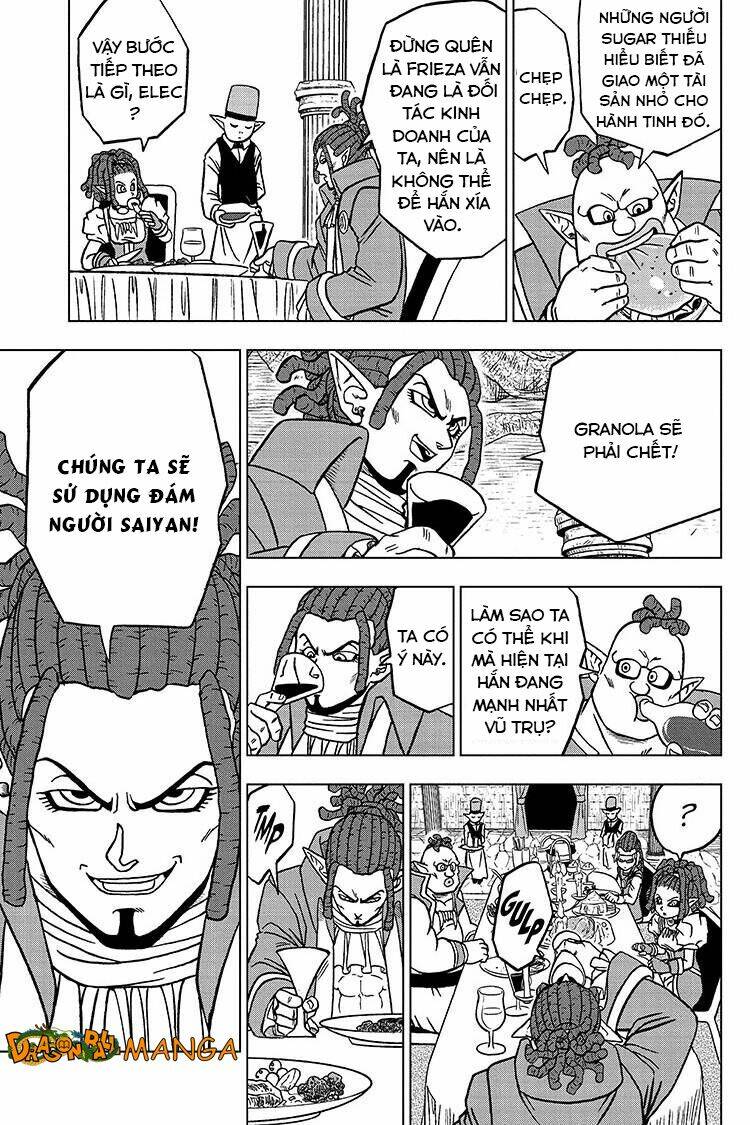 NHỮNG NGƯỜI
SUGAR THIẾU
HIỂU BIẾT ĐÃ
GIAO MỘT TÀI
SẢN NHỎ CHO
HÀNH TINH ĐÓ.
CHẸP
CHẸP.
ĐỪNG QUÊN
LÀ FRIEZA VẪN
ĐANG LÀ ĐỐI
TÁC KINH
DOANH CỦA
TA, NÊN LÀ
KHÔNG THỂ
ĐỂ HẮN XÍA
VÀO.
VẬY BƯỚC
TIẾP THEO
LÀ GÌ, ELEC
?
GRANOLA SẼ
PHẢI CHẾT!
LÀM SAO TA
CÓ THỂ KHI
MÀ HIỆN TẠI
HẮN ĐANG
MẠNH NHẤT
VŨ TRỤ?
TA CÓ
Ý NÀY.
?
GULP
TMP
CHÚNG TA SẼ
SỬ DỤNG ĐÁM
NGƯỜI SAIYAN!
DRAGON BALL MANGA